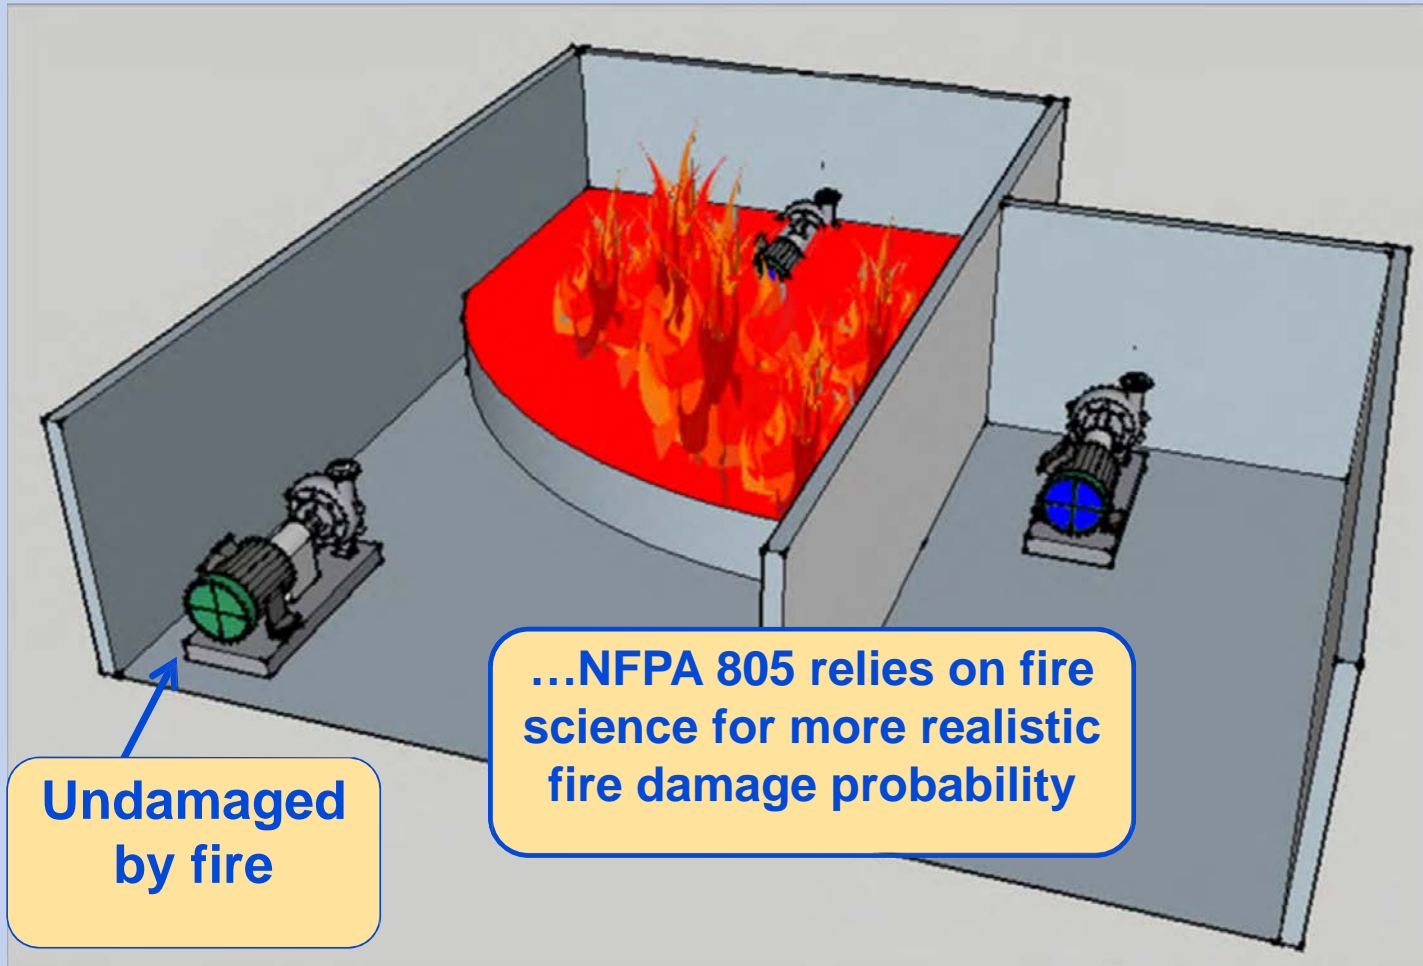 …NFPA 805 relies on fire
science for more realistic
fire damage probability
Undamaged
by fire